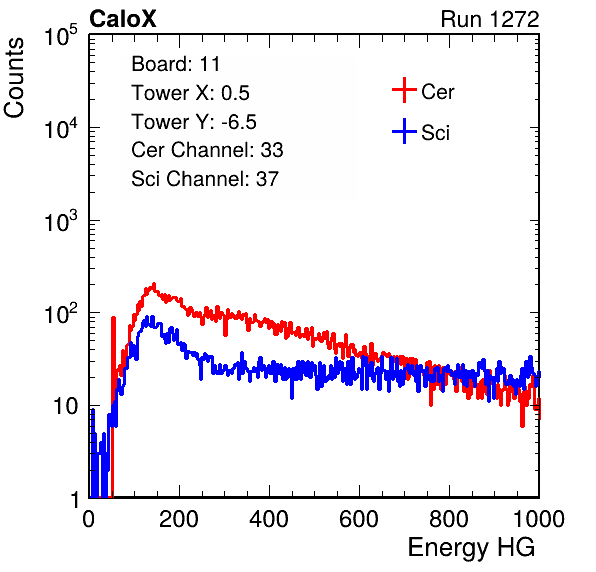 CaloX Run 1272
Counts
10^5
10^4
10^3
10^2
10
1
Board: 11
Tower X: 0.5
Tower Y: -6.5
Cer Channel: 33
Sci Channel: 37
Cer
Sci
0 200 400 600 800 1000
Energy HG